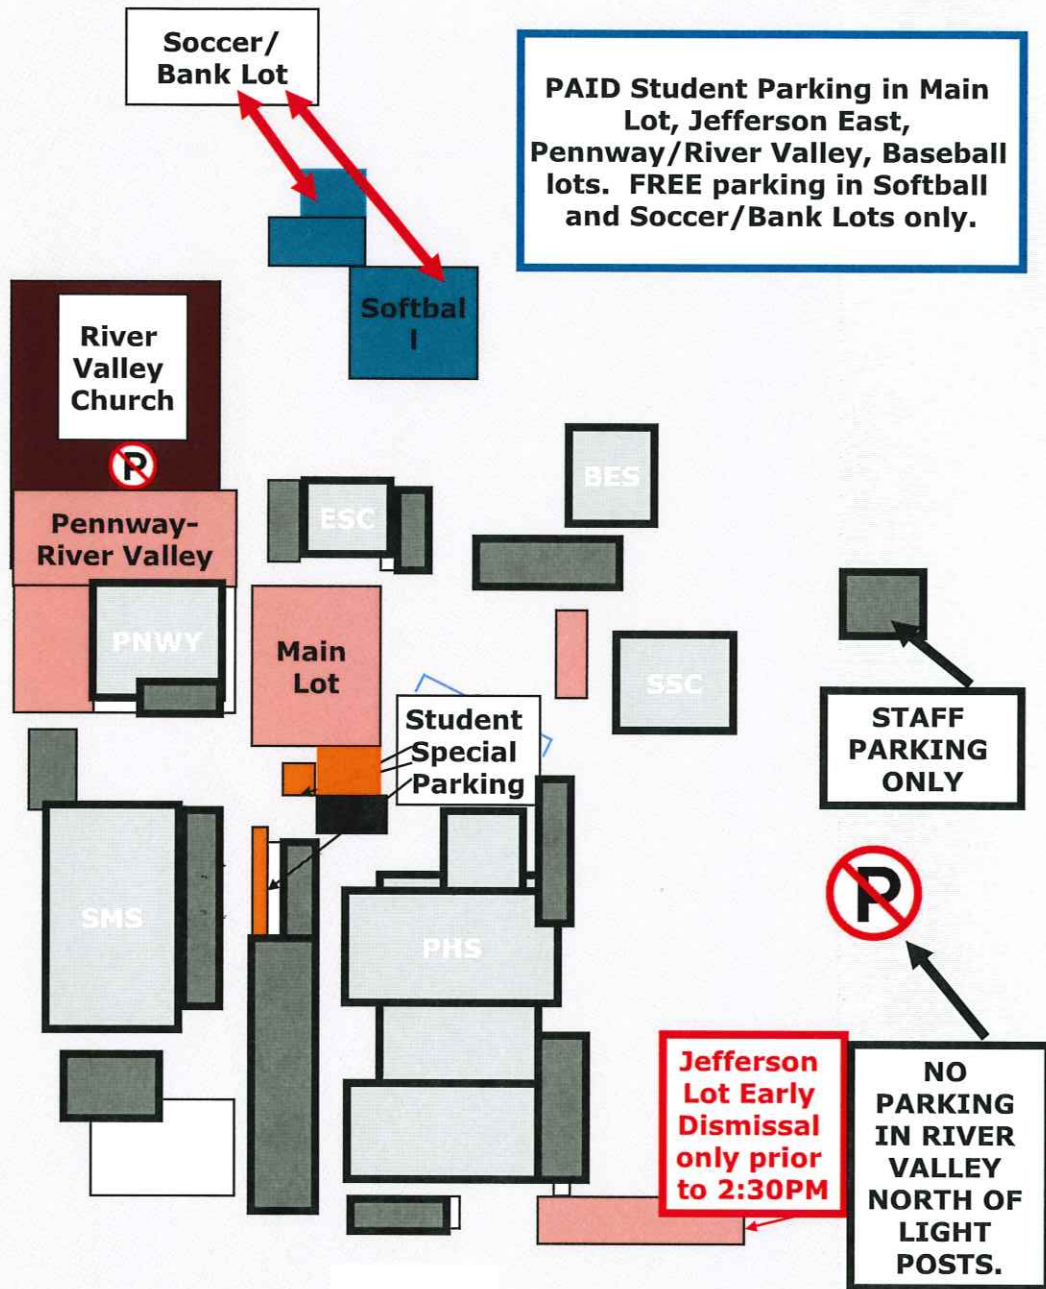 Soccer/
Bank Lot
PAID Student Parking in Main
Lot, Jefferson East,
Pennway/River Valley, Baseball
lots. FREE parking in Softball
and Soccer/Bank Lots only.
Softbal
l
River
Valley
Church
P
Pennway-
River Valley
ESC
BES
PNWY
Main
Lot
SSC
Student
Special
Parking
STAFF
PARKING
ONLY
P
SMS
PHS
Jefferson
Lot Early
Dismissal
only prior
to 2:30PM
NO
PARKING
IN RIVER
VALLEY
NORTH OF
LIGHT
POSTS.